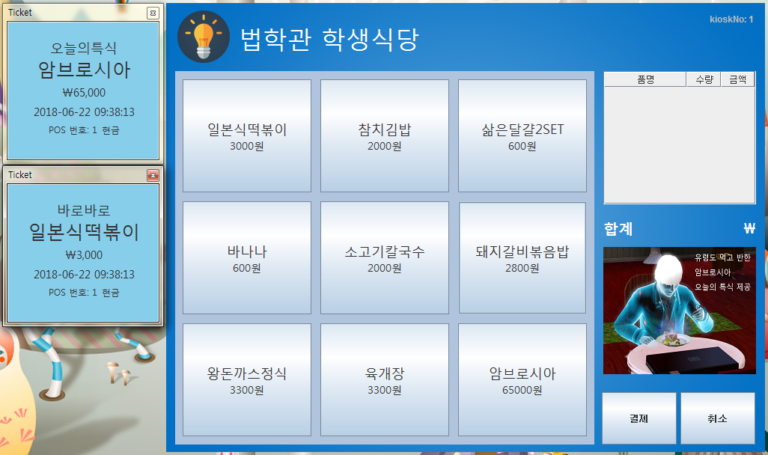 Ticket
오늘의특식
암브로시아
₩65,000
2018-06-22 09:38:13
POS 번호: 1 현금
Ticket
바로바로
일본식떡볶이
₩3,000
2018-06-22 09:38:13
POS 번호: 1 현금
법학관 학생식당
kioskNo: 1
일본식떡볶이
3000원
참치김밥
2000원
삶은달걀2SET
600원
바나나
600원
소고기칼국수
2000원
돼지갈비볶음밥
2800원
왕돈까스정식
3300원
육개장
3300원
암브로시아
65000원
품명 수량 금액
합계 ₩
유령도 먹고 반한
암브로시아
오늘의 특식 제공
결제
취소